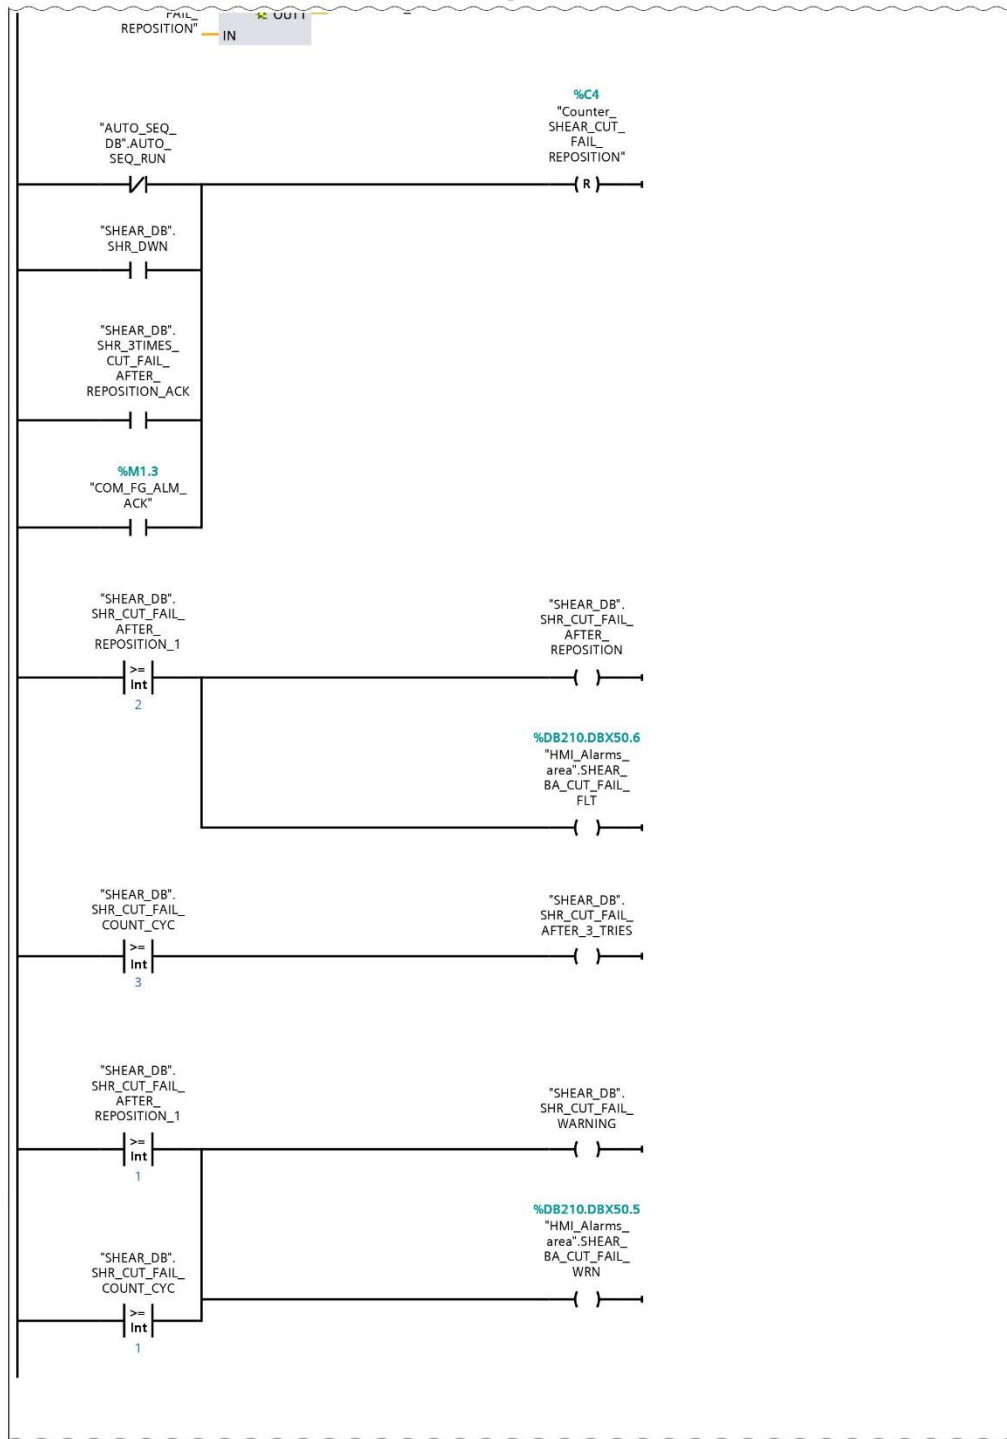 FAIL_
REPOSITION"
OUT1
IN
%C4
"Counter_
SHEAR_CUT_
FAIL_
REPOSITION"
"AUTO_SEQ_
DB".AUTO_
SEQ_RUN
R
"SHEAR_DB".
SHR_DWN
"SHEAR_DB".
SHR_3TIMES_
CUT_FAIL_
AFTER_
REPOSITION_ACK
%M1.3
"COM_FG_ALM_
ACK"
"SHEAR_DB".
SHR_CUT_FAIL_
AFTER_
REPOSITION_1
>=
Int
2
"SHEAR_DB".
SHR_CUT_FAIL_
AFTER_
REPOSITION
%DB210.DBX50.6
"HMI_Alarms_
area".SHEAR_
BA_CUT_FAIL_
FLT
"SHEAR_DB".
SHR_CUT_FAIL_
COUNT_CYC
>=
Int
3
"SHEAR_DB".
SHR_CUT_FAIL_
AFTER_3_TRIES
"SHEAR_DB".
SHR_CUT_FAIL_
AFTER_
REPOSITION_1
>=
Int
1
"SHEAR_DB".
SHR_CUT_FAIL_
WARNING
%DB210.DBX50.5
"HMI_Alarms_
area".SHEAR_
BA_CUT_FAIL_
WRN
"SHEAR_DB".
SHR_CUT_FAIL_
COUNT_CYC
>=
Int
1